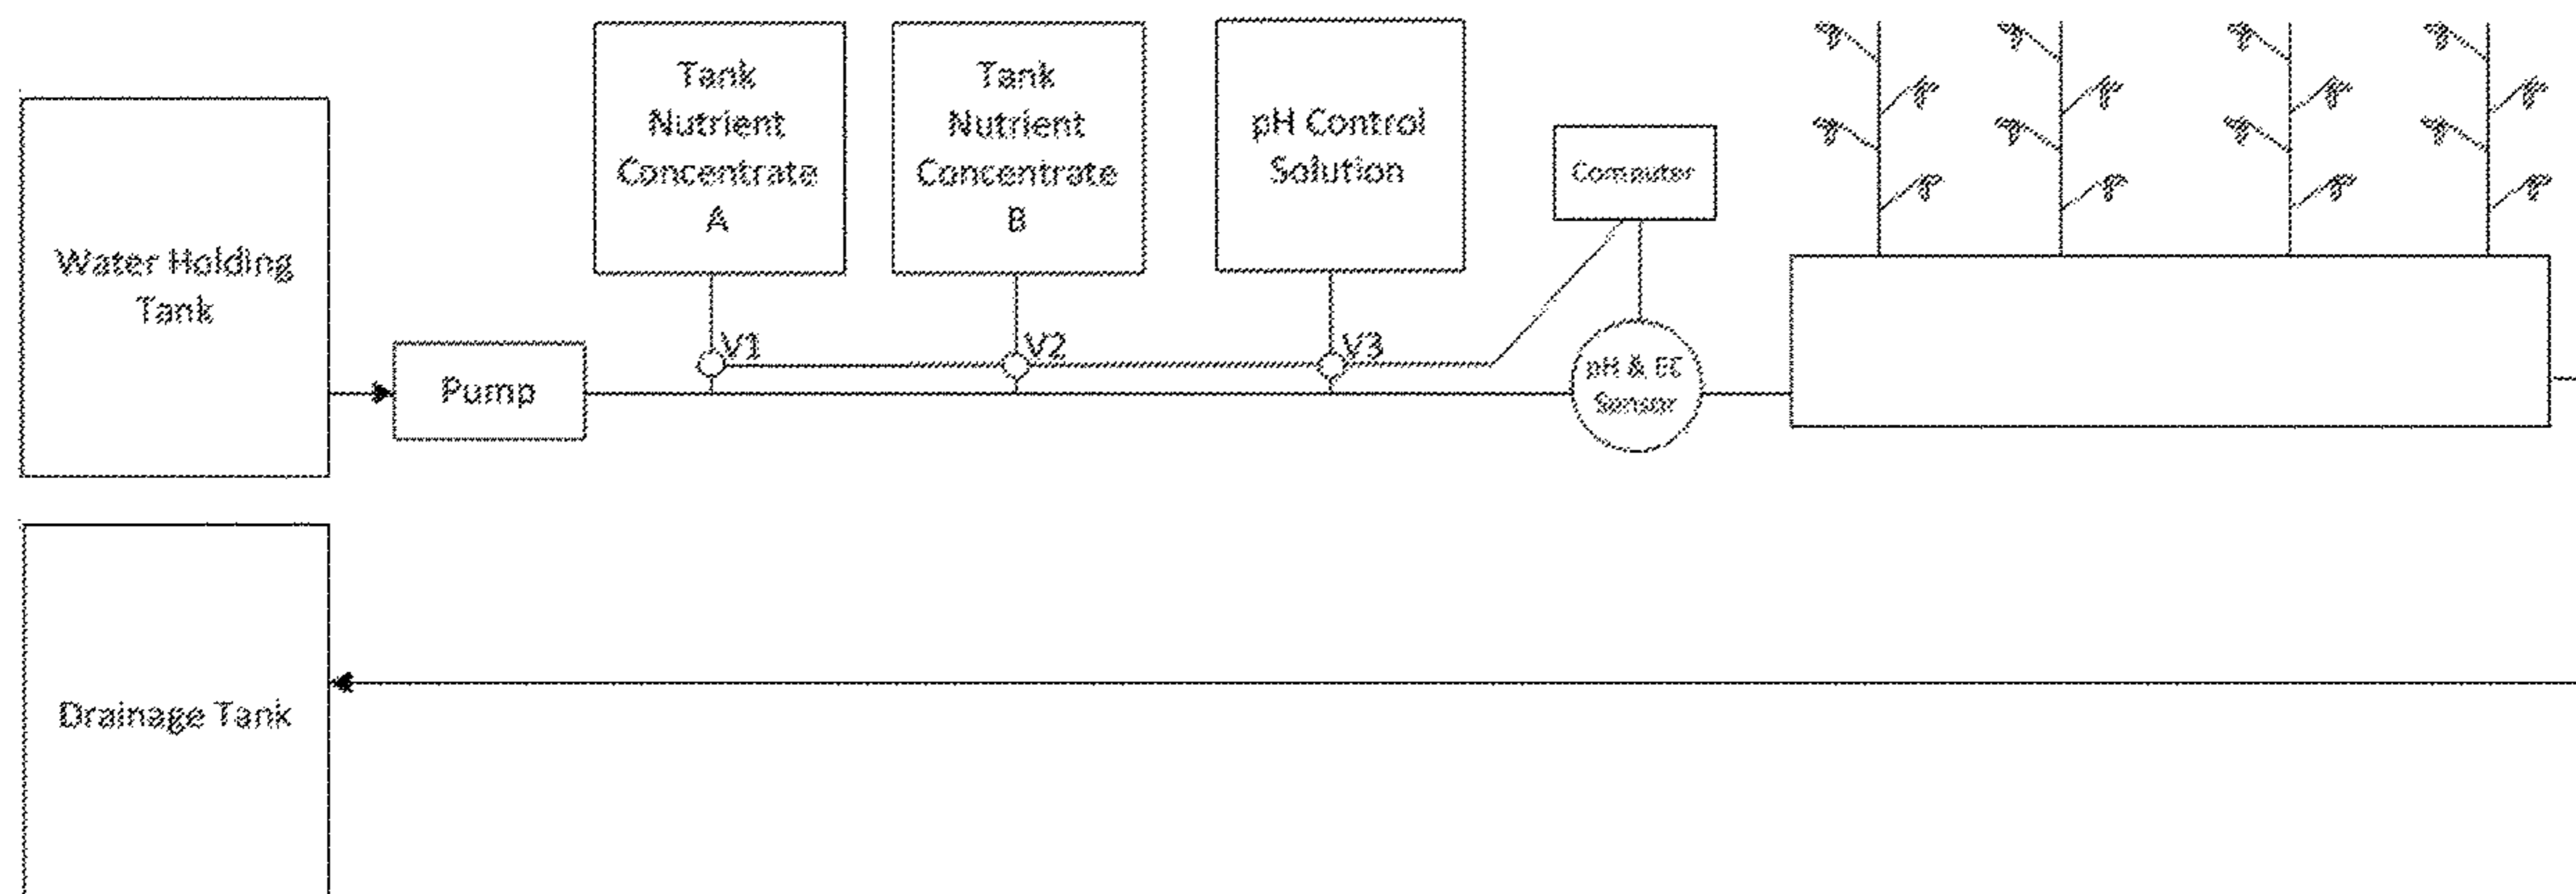 Water Holding
Tank
Pump
Tank
Nutrient
Concentrate
A
V1
Tank
Nutrient
Concentrate
B
V2
pH Control
Solution
V3
Computer
pH & EC
Sensor
Drainage Tank